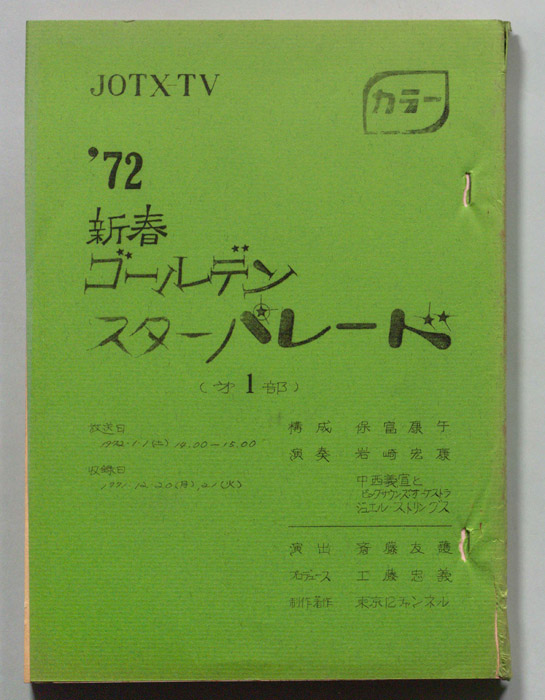 JOTX-TV
カラー
'72
新春
ゴールデン
スターパレード
(才1部)
放送日
1972.1.1(土) 14.00-15.00
収録日
1971.12.20(月),21(火)
構成 保富康午
演奏 岩崎宏康
中西義宣と
ビッグサウンズオーケストラ
ジュエル・ストリングス
演出 斎藤友護
プロデュース 工藤忠義
制作著作 東京12チャンネル